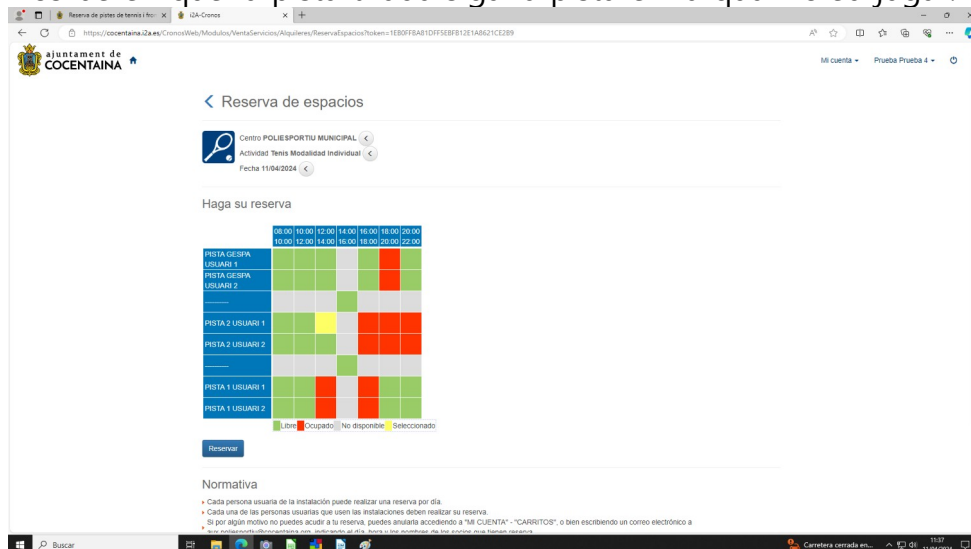 Reserva de pistes de tennis i fron
i2A-Cronos
https://cocentaina.i2a.es/CronosWeb/Modulos/VentaServicios/Alquileres/ReservaEspacios?token=1EB0FFBAB1DFF5EBFB12E1A8621CE2B9
ajuntament de
COCENTAINA
Mi cuenta
Prueba Prueba 4
Reserva de espacios
Centro POLIESPORTIU MUNICIPAL
Actividad Tenis Modalidad Individual
Fecha 11/04/2024
Haga su reserva
08:00 10:00 12:00 14:00 16:00 18:00 20:00
10:00 12:00 14:00 16:00 18:00 20:00 22:00
PISTA GESPA
USUARI 1
PISTA GESPA
USUARI 2
----------
PISTA 2 USUARI 1
PISTA 2 USUARI 2
----------
PISTA 1 USUARI 1
PISTA 1 USUARI 2
Libre Ocupado No disponible Seleccionado
Reservar
Normativa
Cada persona usuaria de la instalación puede realizar una reserva por día.
Cada una de las personas usuarias que usen las instalaciones deben realizar su reserva.
Si por algún motivo no puedes acudir a tu reserva, puedes anularla accediendo a "MI CUENTA" - "CARRITOS", o bien escribiendo un correo electrónico a
Buscar
Carretera cerrada en...
11:37